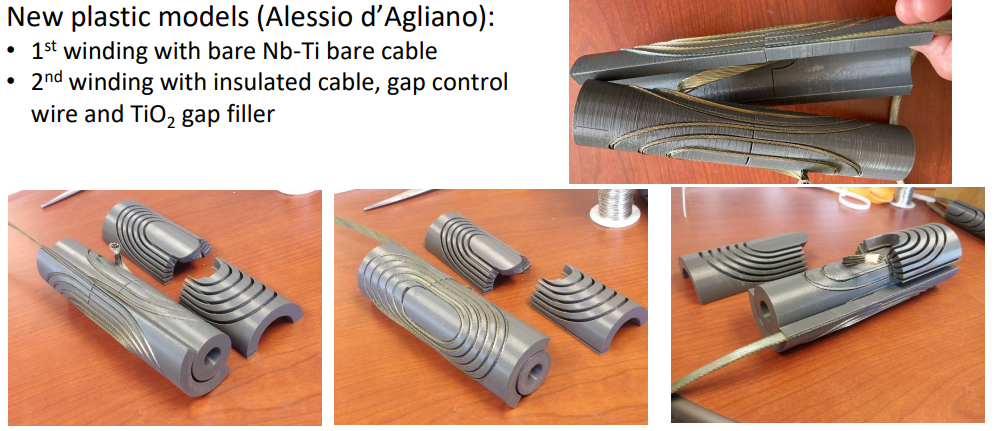 New plastic models (Alessio d’Agliano):
• 1st winding with bare Nb-Ti bare cable
• 2nd winding with insulated cable, gap control
wire and TiO2 gap filler